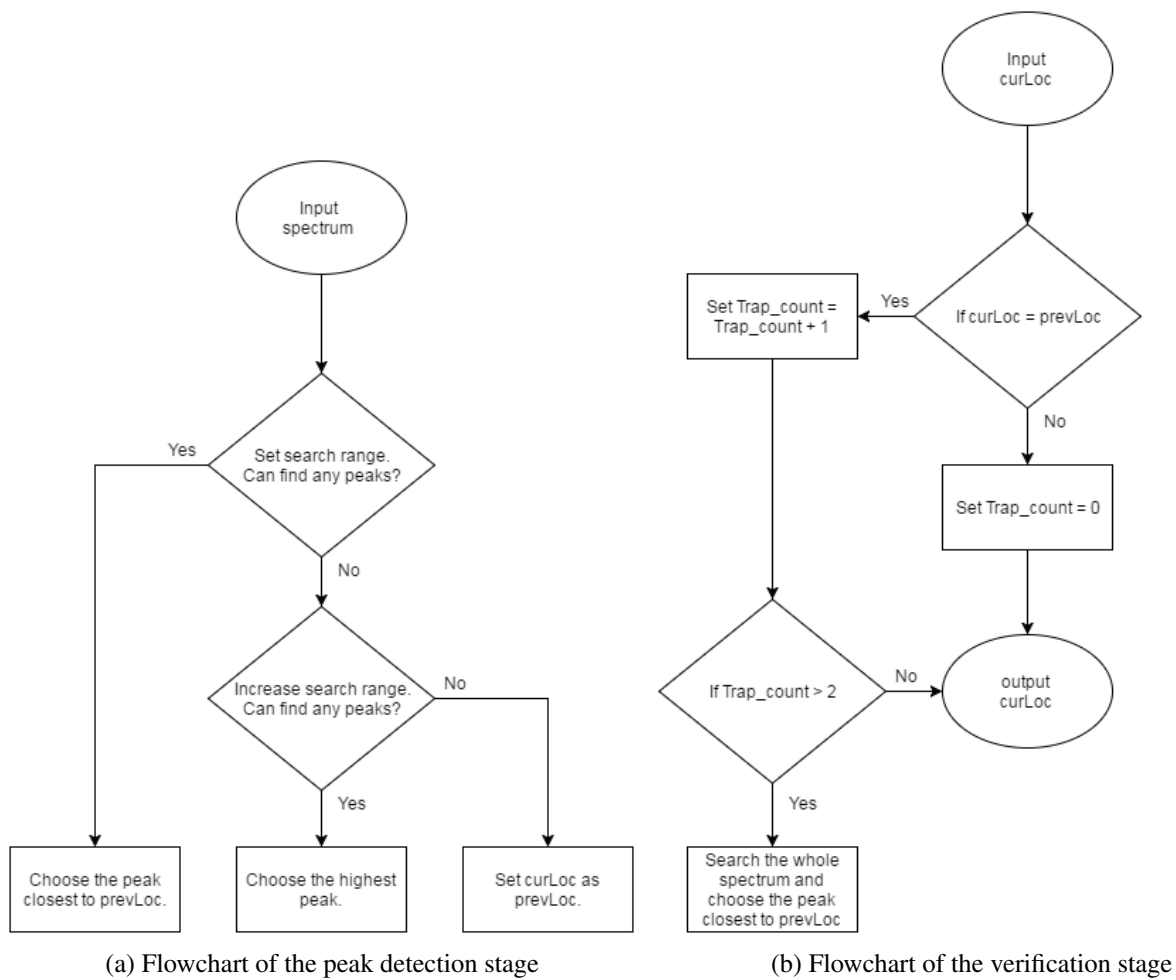 Input
spectrum
Yes
Set search range.
Can find any peaks?
No
Increase search range.
Can find any peaks?
No
Yes
Choose the peak
closest to prevLoc.
Choose the highest
peak.
Set curLoc as
prevLoc.
(a) Flowchart of the peak detection stage
Input
curLoc
If curLoc = prevLoc
Yes
Set Trap_count =
Trap_count + 1
No
Set Trap_count = 0
If Trap_count > 2
No
output
curLoc
Yes
Search the whole
spectrum and
choose the peak
closest to prevLoc
(b) Flowchart of the verification stage